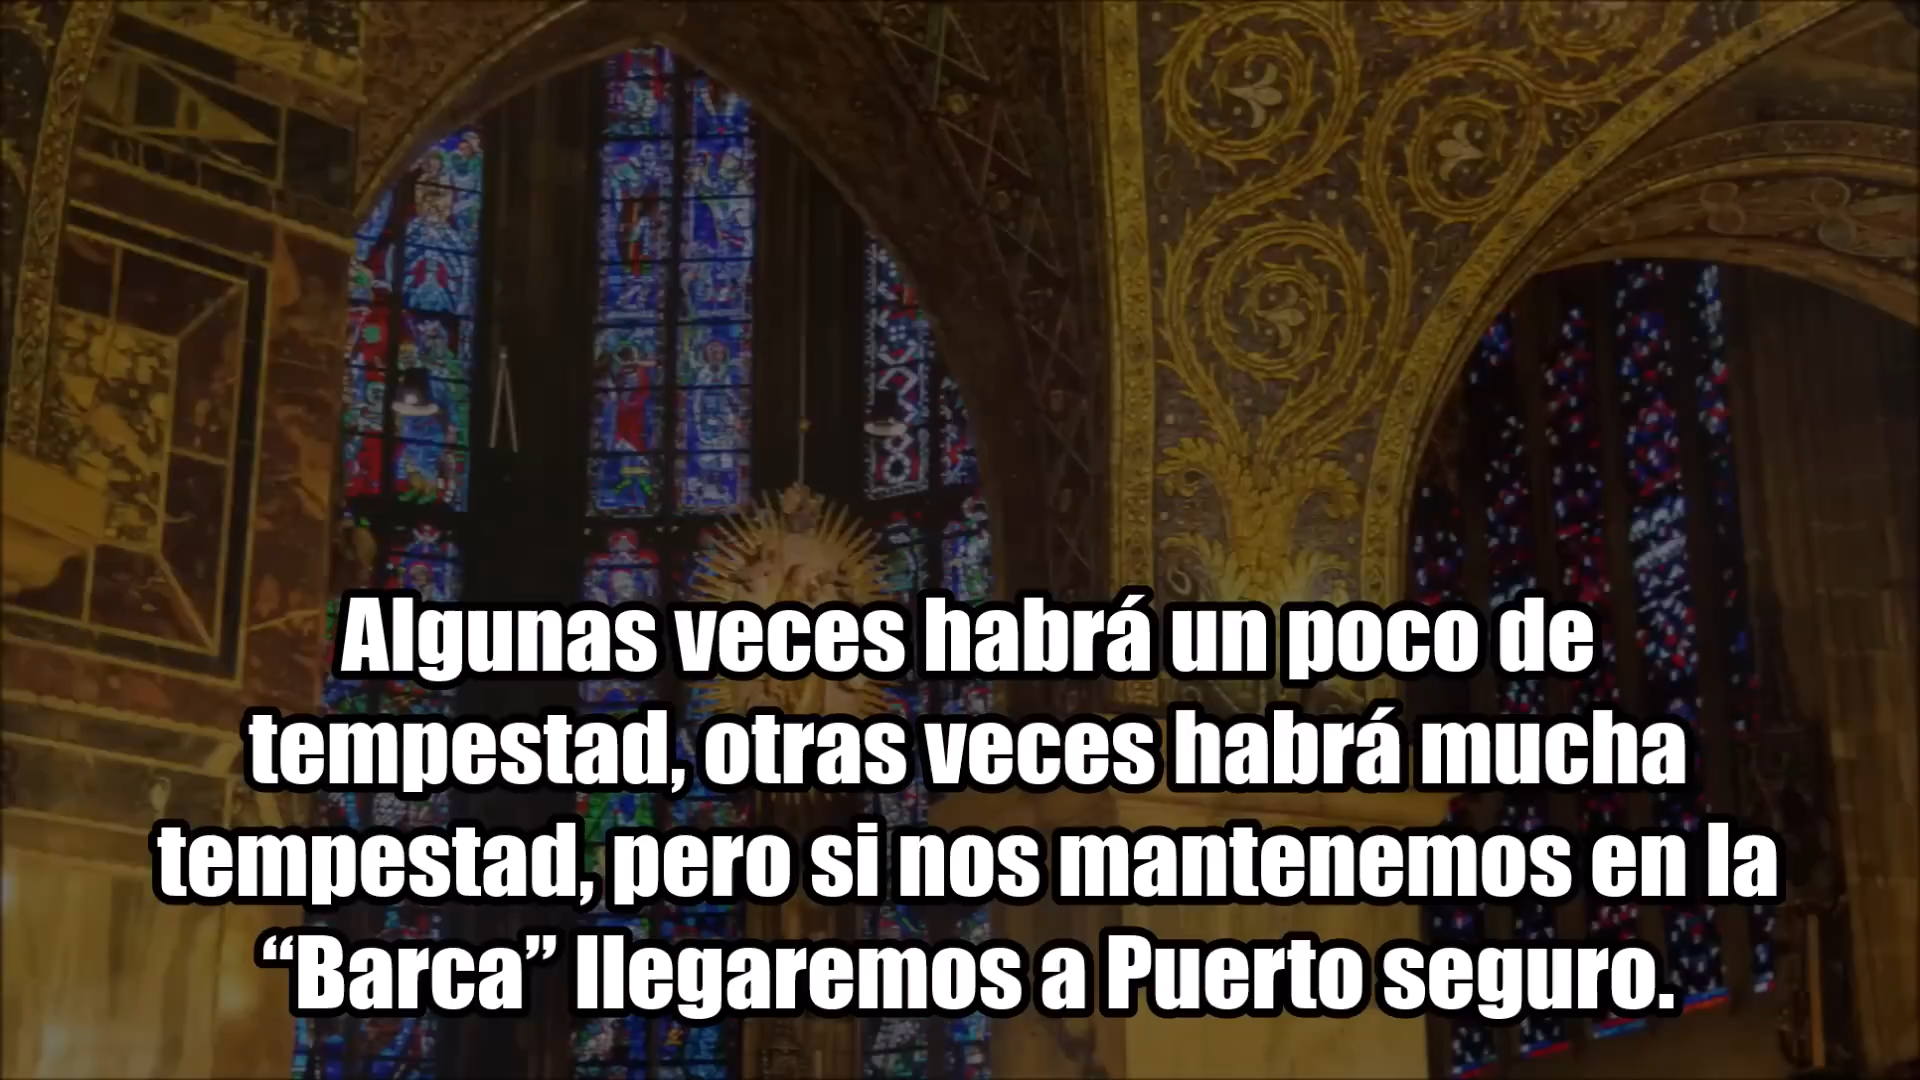 Algunas veces habrá un poco de
tempestad, otras veces habrá mucha
tempestad, pero si nos mantenemos en la
“Barca” llegaremos a Puerto seguro.